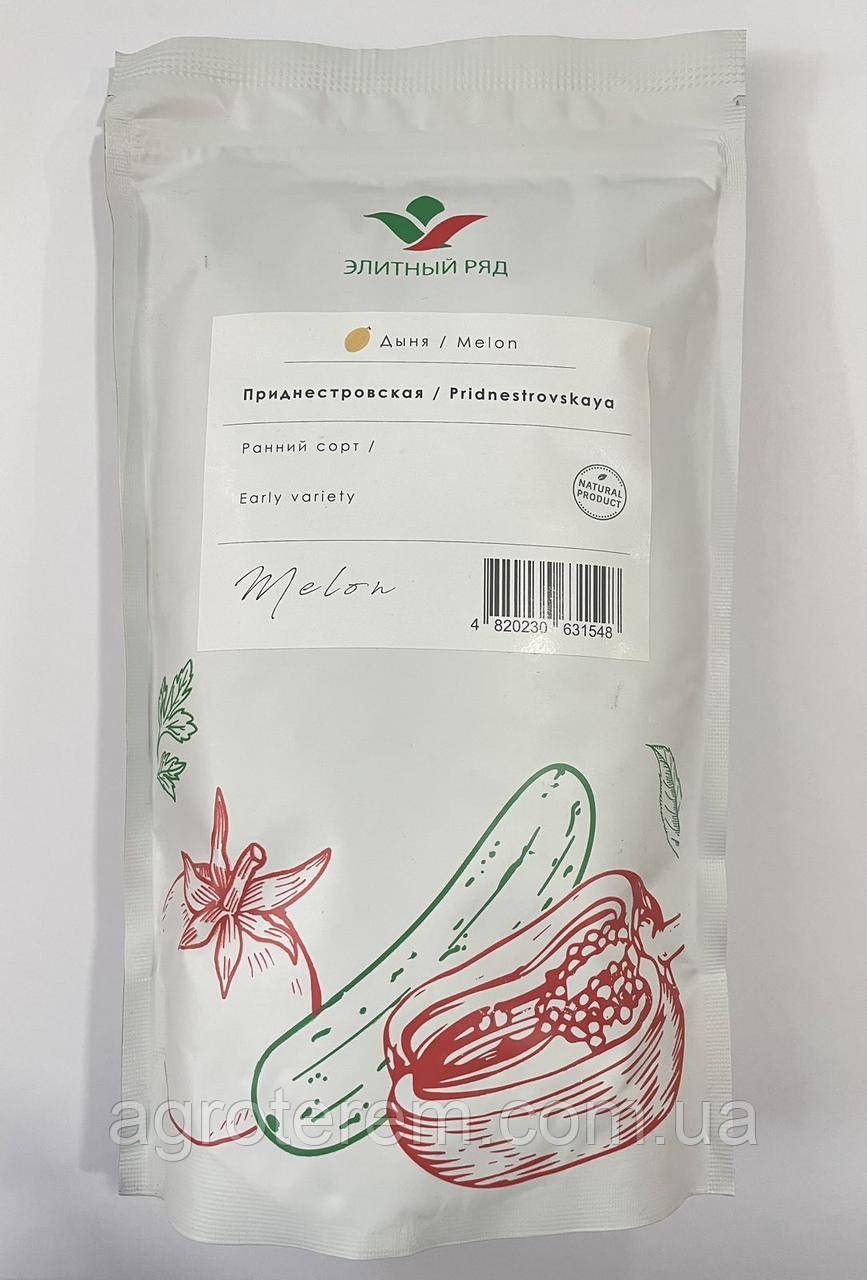 ЭЛИТНЫЙ РЯД
Дыня / Melon
Приднестровская / Pridnestrovskaya
Ранний сорт /
Early variety
NATURAL
PRODUCT
Melon
4 820230 631548
agroterem.com.ua